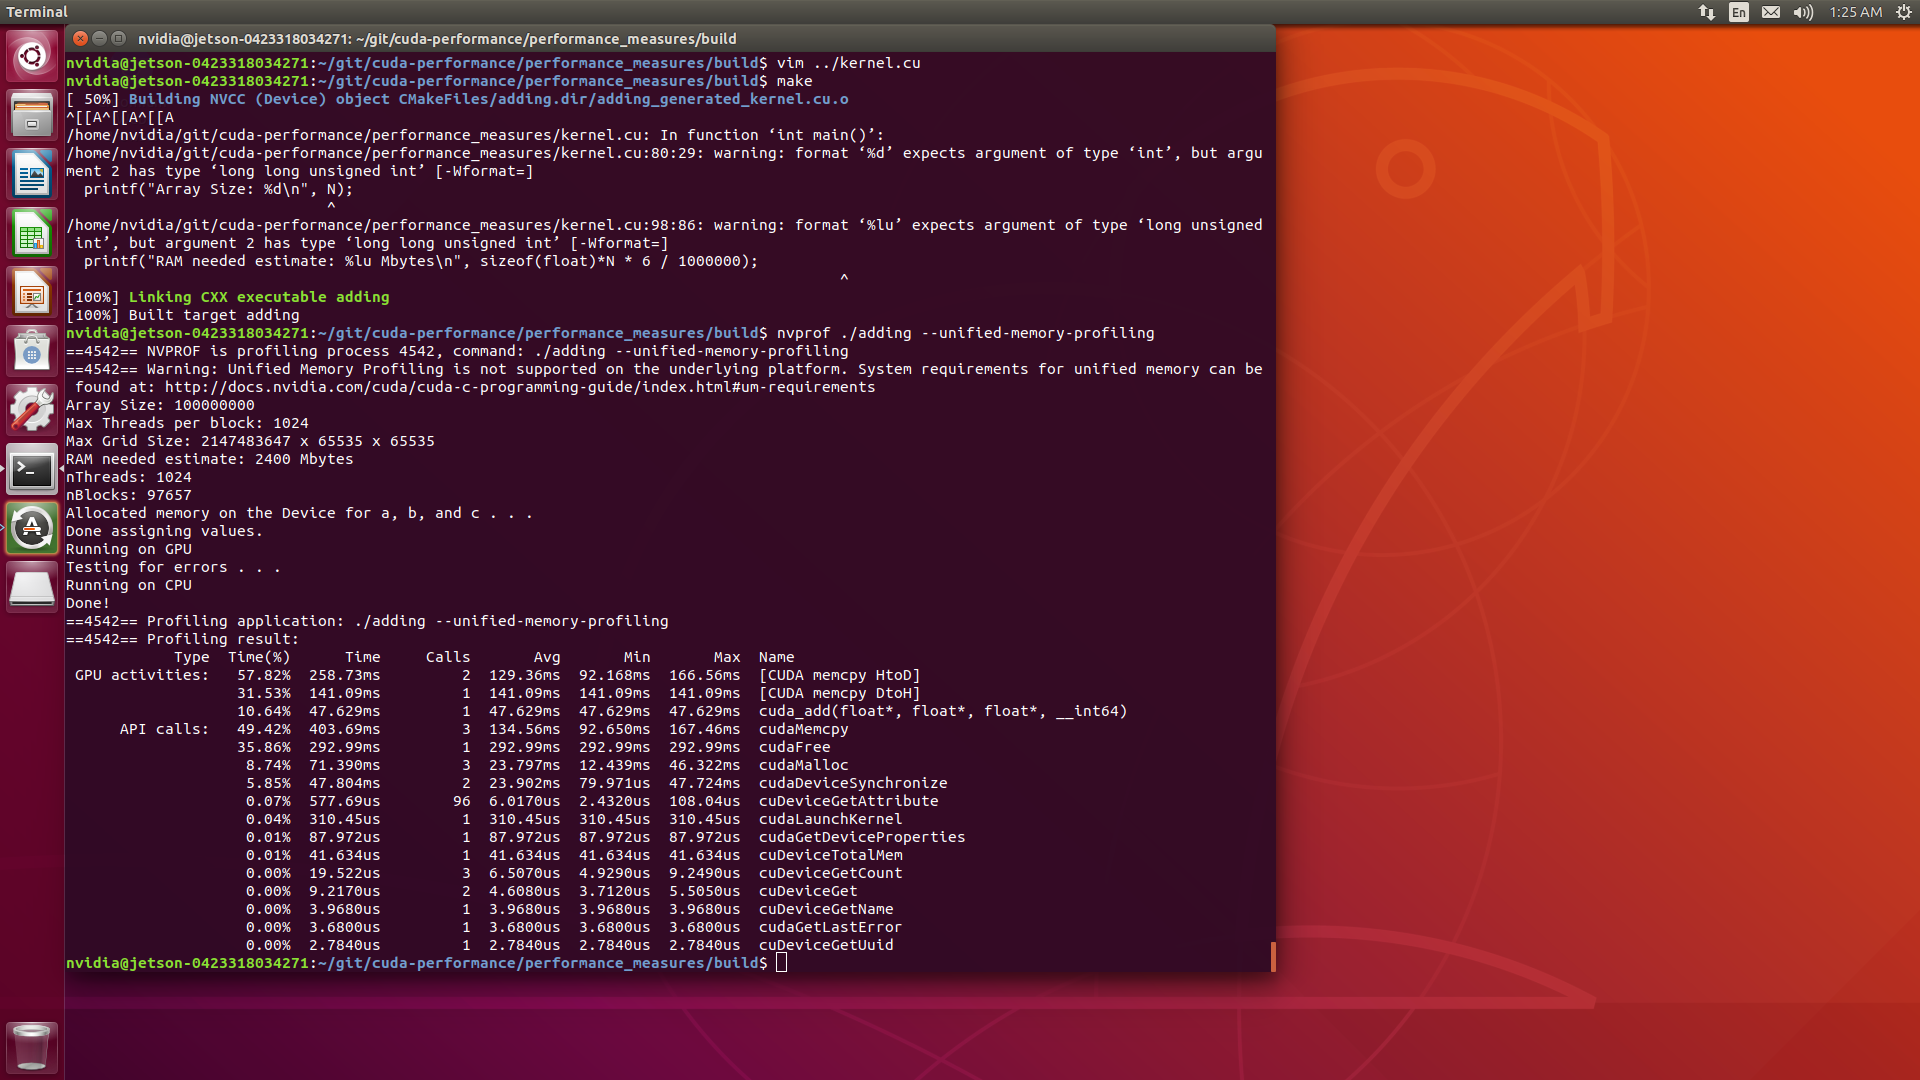 Terminal
En
1:25 AM
nvidia@jetson-0423318034271: ~/git/cuda-performance/performance_measures/build
nvidia@jetson-0423318034271:~/git/cuda-performance/performance_measures/build$ vim ../kernel.cu
nvidia@jetson-0423318034271:~/git/cuda-performance/performance_measures/build$ make
[ 50%] Building NVCC (Device) object CMakeFiles/adding.dir/adding_generated_kernel.cu.o
^[[A^[[A^[[A
/home/nvidia/git/cuda-performance/performance_measures/kernel.cu: In function ‘int main()’:
/home/nvidia/git/cuda-performance/performance_measures/kernel.cu:80:29: warning: format ‘%d’ expects argument of type ‘int’, but argu
ment 2 has type ‘long long unsigned int’ [-Wformat=]
  printf("Array Size: %d\n", N);
                             ^
/home/nvidia/git/cuda-performance/performance_measures/kernel.cu:98:86: warning: format ‘%lu’ expects argument of type ‘long unsigned
 int’, but argument 2 has type ‘long long unsigned int’ [-Wformat=]
  printf("RAM needed estimate: %lu Mbytes\n", sizeof(float)*N * 6 / 1000000);
                                                                                      ^
[100%] Linking CXX executable adding
[100%] Built target adding
nvidia@jetson-0423318034271:~/git/cuda-performance/performance_measures/build$ nvprof ./adding --unified-memory-profiling
==4542== NVPROF is profiling process 4542, command: ./adding --unified-memory-profiling
==4542== Warning: Unified Memory Profiling is not supported on the underlying platform. System requirements for unified memory can be
 found at: http://docs.nvidia.com/cuda/cuda-c-programming-guide/index.html#um-requirements
Array Size: 100000000
Max Threads per block: 1024
Max Grid Size: 2147483647 x 65535 x 65535
RAM needed estimate: 2400 Mbytes
nThreads: 1024
nBlocks: 97657
Allocated memory on the Device for a, b, and c . . .
Done assigning values.
Running on GPU
Testing for errors . . .
Running on CPU
Done!
==4542== Profiling application: ./adding --unified-memory-profiling
==4542== Profiling result:
            Type  Time(%)      Time     Calls       Avg       Min       Max  Name
 GPU activities:   57.82%  258.73ms         2  129.36ms  92.168ms  166.56ms  [CUDA memcpy HtoD]
                   31.53%  141.09ms         1  141.09ms  141.09ms  141.09ms  [CUDA memcpy DtoH]
                   10.64%  47.629ms         1  47.629ms  47.629ms  47.629ms  cuda_add(float*, float*, float*, __int64)
      API calls:   49.42%  403.69ms         3  134.56ms  92.650ms  167.46ms  cudaMemcpy
                   35.86%  292.99ms         1  292.99ms  292.99ms  292.99ms  cudaFree
                    8.74%  71.390ms         3  23.797ms  12.439ms  46.322ms  cudaMalloc
                    5.85%  47.804ms         2  23.902ms  79.971us  47.724ms  cudaDeviceSynchronize
                    0.07%  577.69us        96  6.0170us  2.4320us  108.04us  cuDeviceGetAttribute
                    0.04%  310.45us         1  310.45us  310.45us  310.45us  cudaLaunchKernel
                    0.01%  87.972us         1  87.972us  87.972us  87.972us  cudaGetDeviceProperties
                    0.01%  41.634us         1  41.634us  41.634us  41.634us  cuDeviceTotalMem
                    0.00%  19.522us         3  6.5070us  4.9290us  9.2490us  cuDeviceGetCount
                    0.00%  9.2170us         2  4.6080us  3.7120us  5.5050us  cuDeviceGet
                    0.00%  3.9680us         1  3.9680us  3.9680us  3.9680us  cuDeviceGetName
                    0.00%  3.6800us         1  3.6800us  3.6800us  3.6800us  cudaGetLastError
                    0.00%  2.7840us         1  2.7840us  2.7840us  2.7840us  cuDeviceGetUuid
nvidia@jetson-0423318034271:~/git/cuda-performance/performance_measures/build$